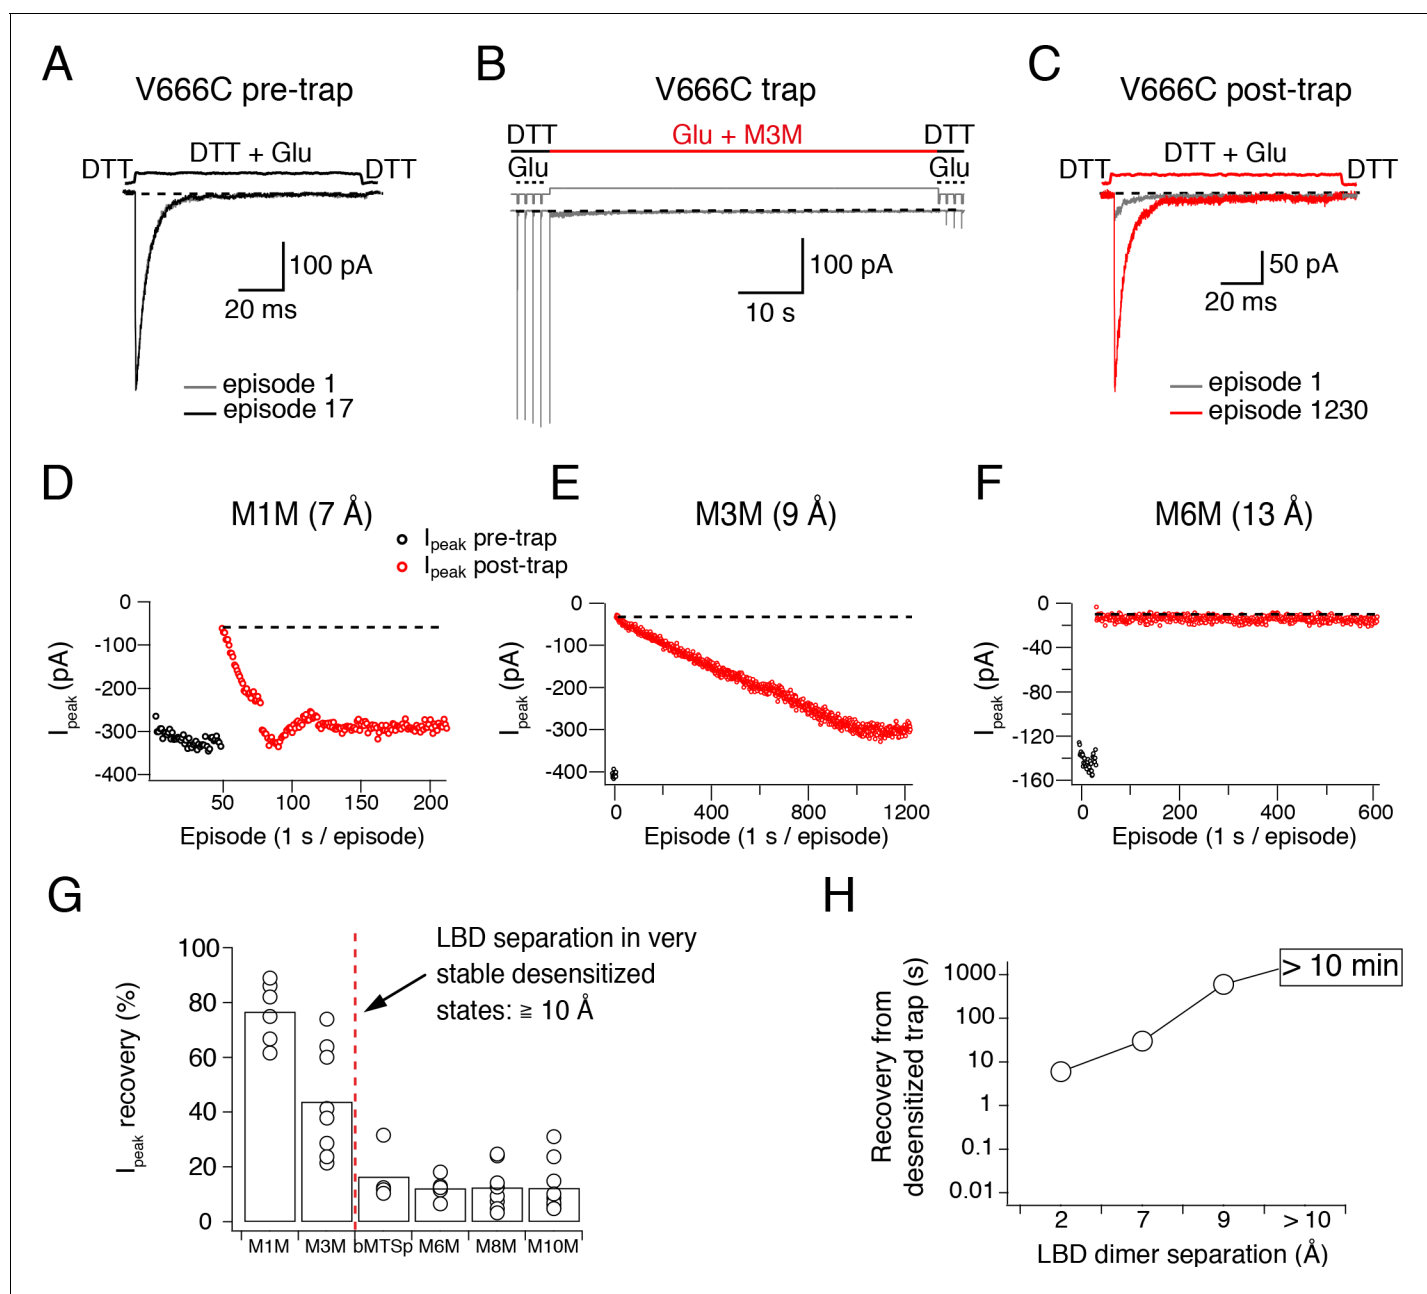 A
V666C pre-trap
DTT
DTT + Glu
DTT
100 pA
20 ms
episode 1
episode 17
B
V666C trap
DTT
Glu + M3M
DTT
Glu
Glu
100 pA
10 s
C
V666C post-trap
DTT
DTT + Glu
DTT
50 pA
20 ms
episode 1
episode 1230
D
M1M (7 Å)
Ipeak pre-trap
Ipeak post-trap
0
-100
-200
-300
-400
Ipeak (pA)
50
100
150
200
Episode (1 s / episode)
E
M3M (9 Å)
0
-100
-200
-300
-400
Ipeak (pA)
0
400
800
1200
Episode (1 s / episode)
F
M6M (13 Å)
0
-40
-80
-120
-160
Ipeak (pA)
0
200
400
600
Episode (1 s / episode)
G
100
80
60
40
20
0
Ipeak recovery (%)
LBD separation in very
stable desensitized
states: ≧ 10 Å
M1M
M3M
bMTSp
M6M
M8M
M10M
H
Recovery from
desensitized trap (s)
1000
100
10
1
0.1
0.01
> 10 min
2
7
9
> 10
LBD dimer separation (Å)